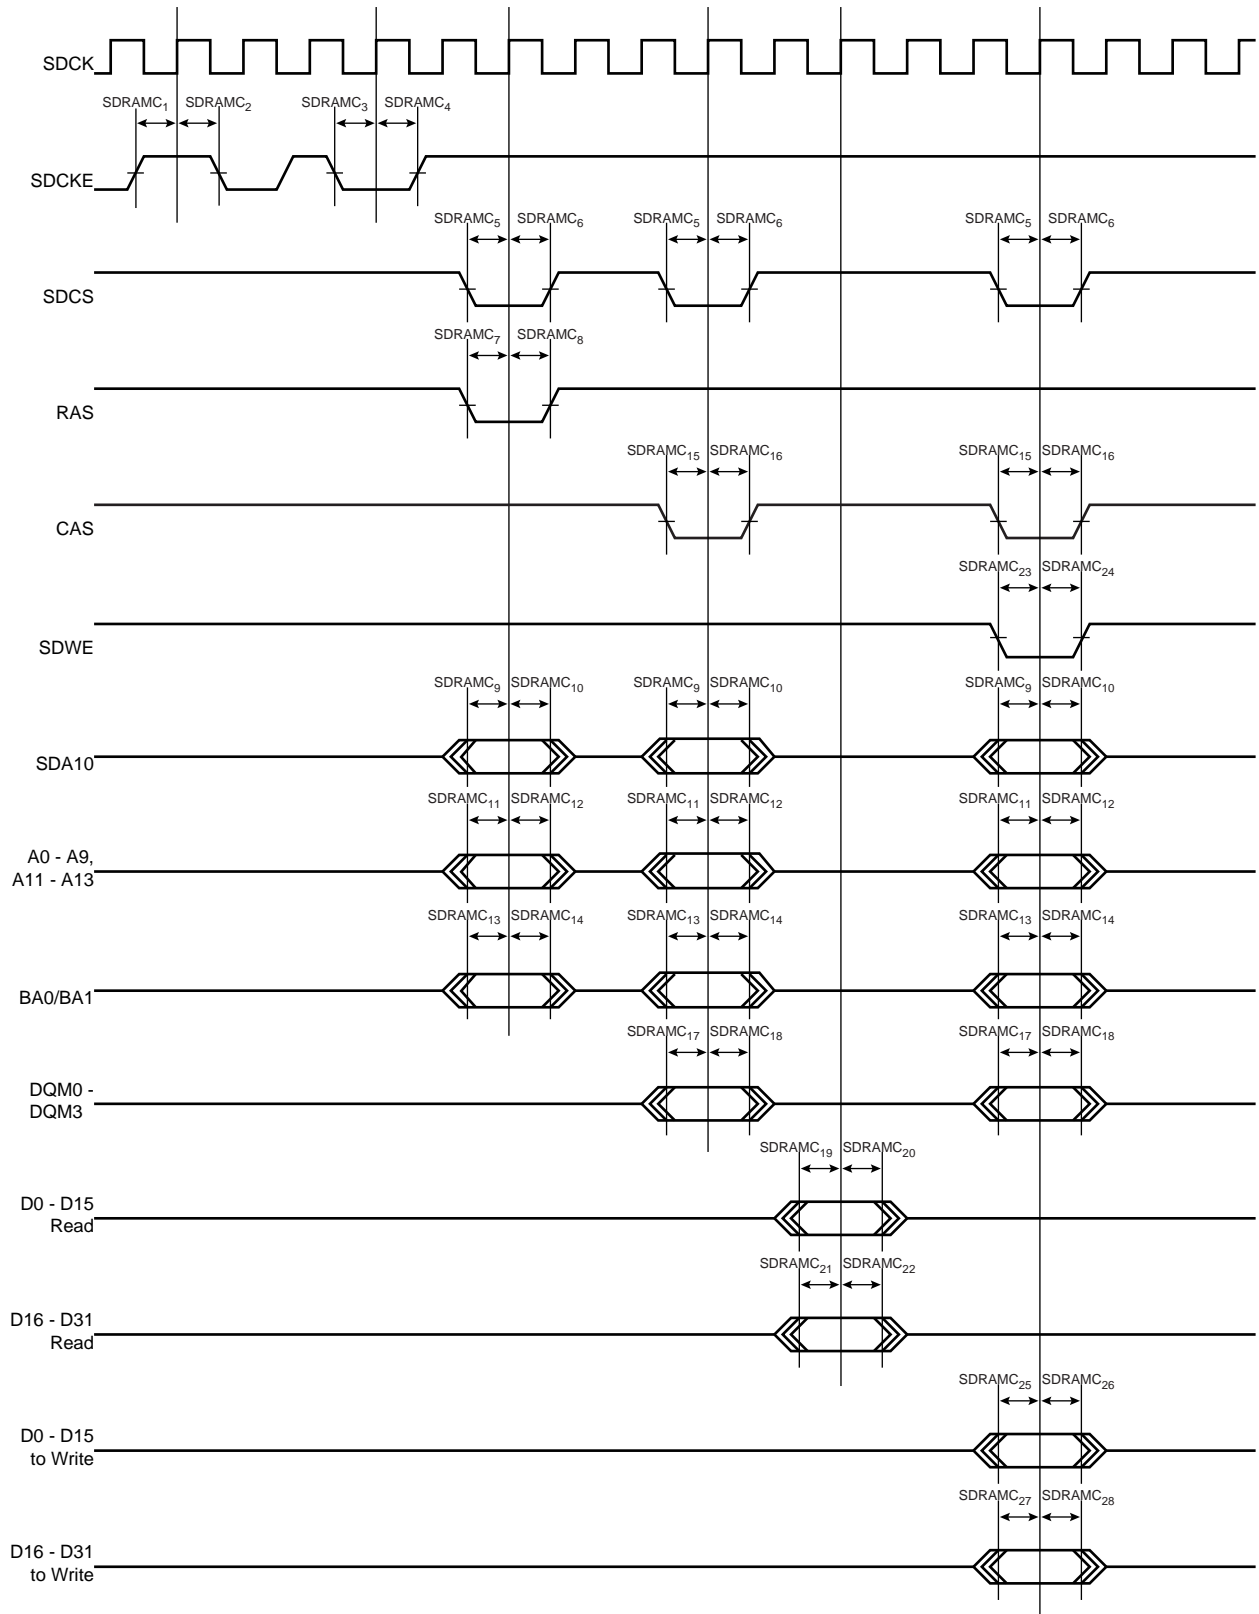 SDCK
SDRAMC1 SDRAMC2 SDRAMC3 SDRAMC4
SDCKE
SDRAMC5 SDRAMC6 SDRAMC5 SDRAMC6 SDRAMC5 SDRAMC6
SDCS
SDRAMC7 SDRAMC8
RAS
SDRAMC15 SDRAMC16 SDRAMC15 SDRAMC16
CAS
SDRAMC23 SDRAMC24
SDWE
SDRAMC9 SDRAMC10 SDRAMC9 SDRAMC10 SDRAMC9 SDRAMC10
SDA10
SDRAMC11 SDRAMC12 SDRAMC11 SDRAMC12 SDRAMC11 SDRAMC12
A0 - A9,
A11 - A13
SDRAMC13 SDRAMC14 SDRAMC13 SDRAMC14 SDRAMC13 SDRAMC14
BA0/BA1
SDRAMC17 SDRAMC18 SDRAMC17 SDRAMC18
DQM0 -
DQM3
SDRAMC19 SDRAMC20
D0 - D15
Read
SDRAMC21 SDRAMC22
D16 - D31
Read
SDRAMC25 SDRAMC26
D0 - D15
to Write
SDRAMC27 SDRAMC28
D16 - D31
to Write